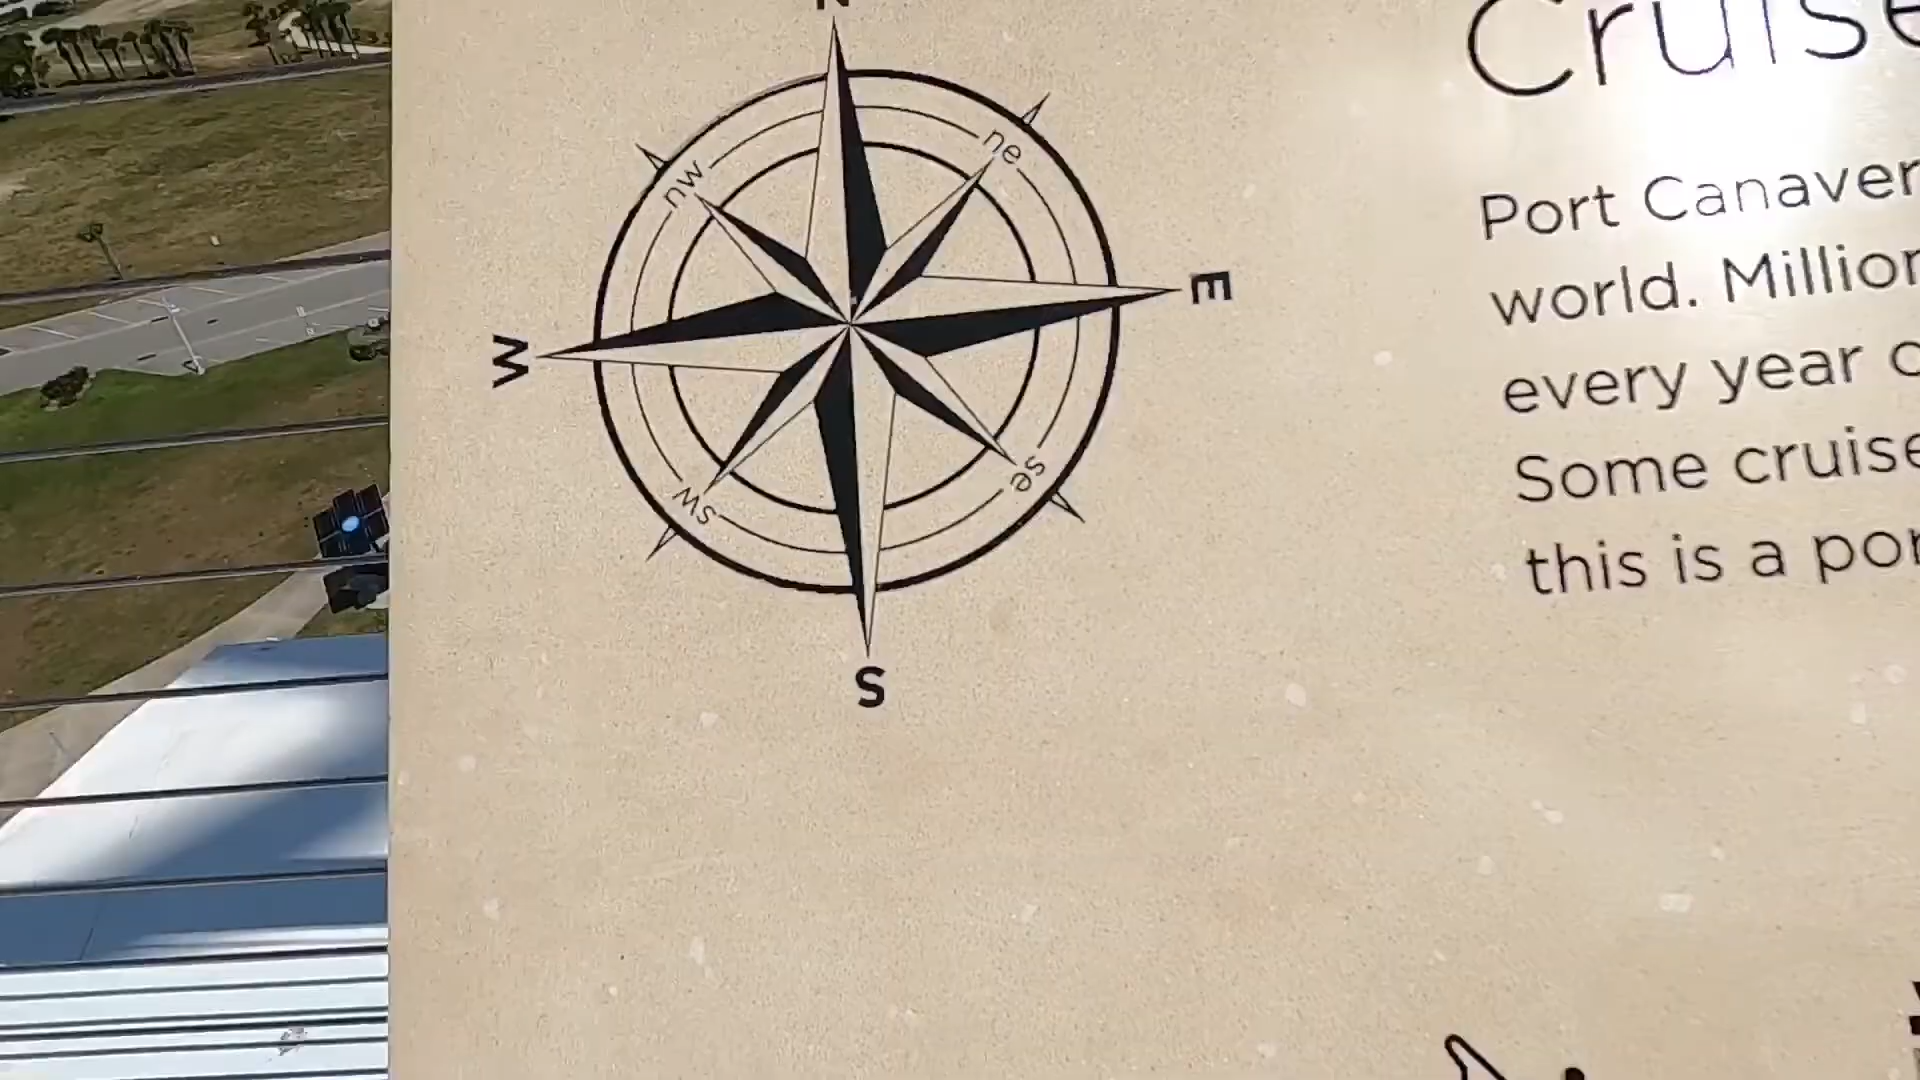 N
Cruise
nw
ne
Port Canaver
world. Million
E
W
every year
Some cruise
sw
se
this is a por
S